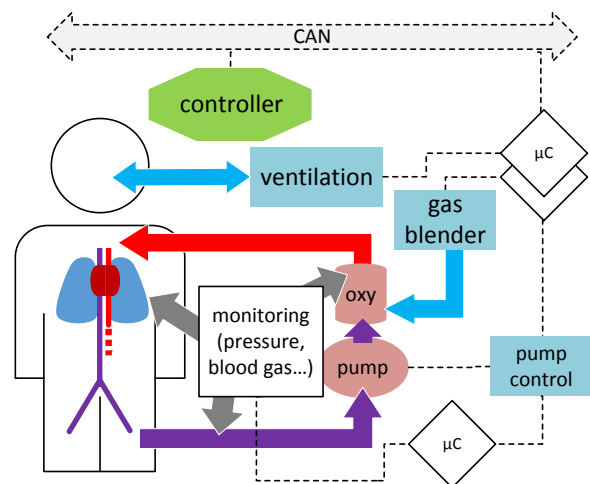 CAN
controller
µC
ventilation
gas
blender
oxy
monitoring
(pressure,
blood gas...)
pump
pump
control
µC